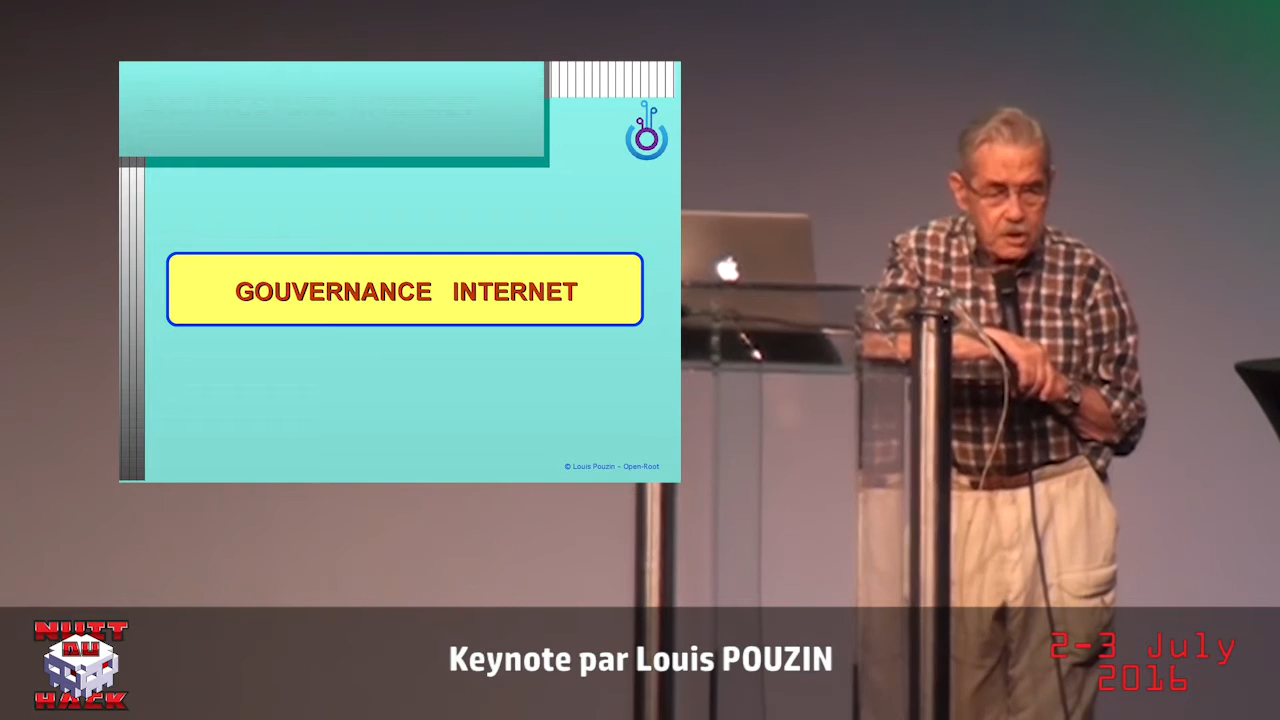 GOUVERNANCE INTERNET
© Louis Pouzin - Open-Root
NUIT
DU
HACK
Keynote par Louis POUZIN
2-3 July
2016